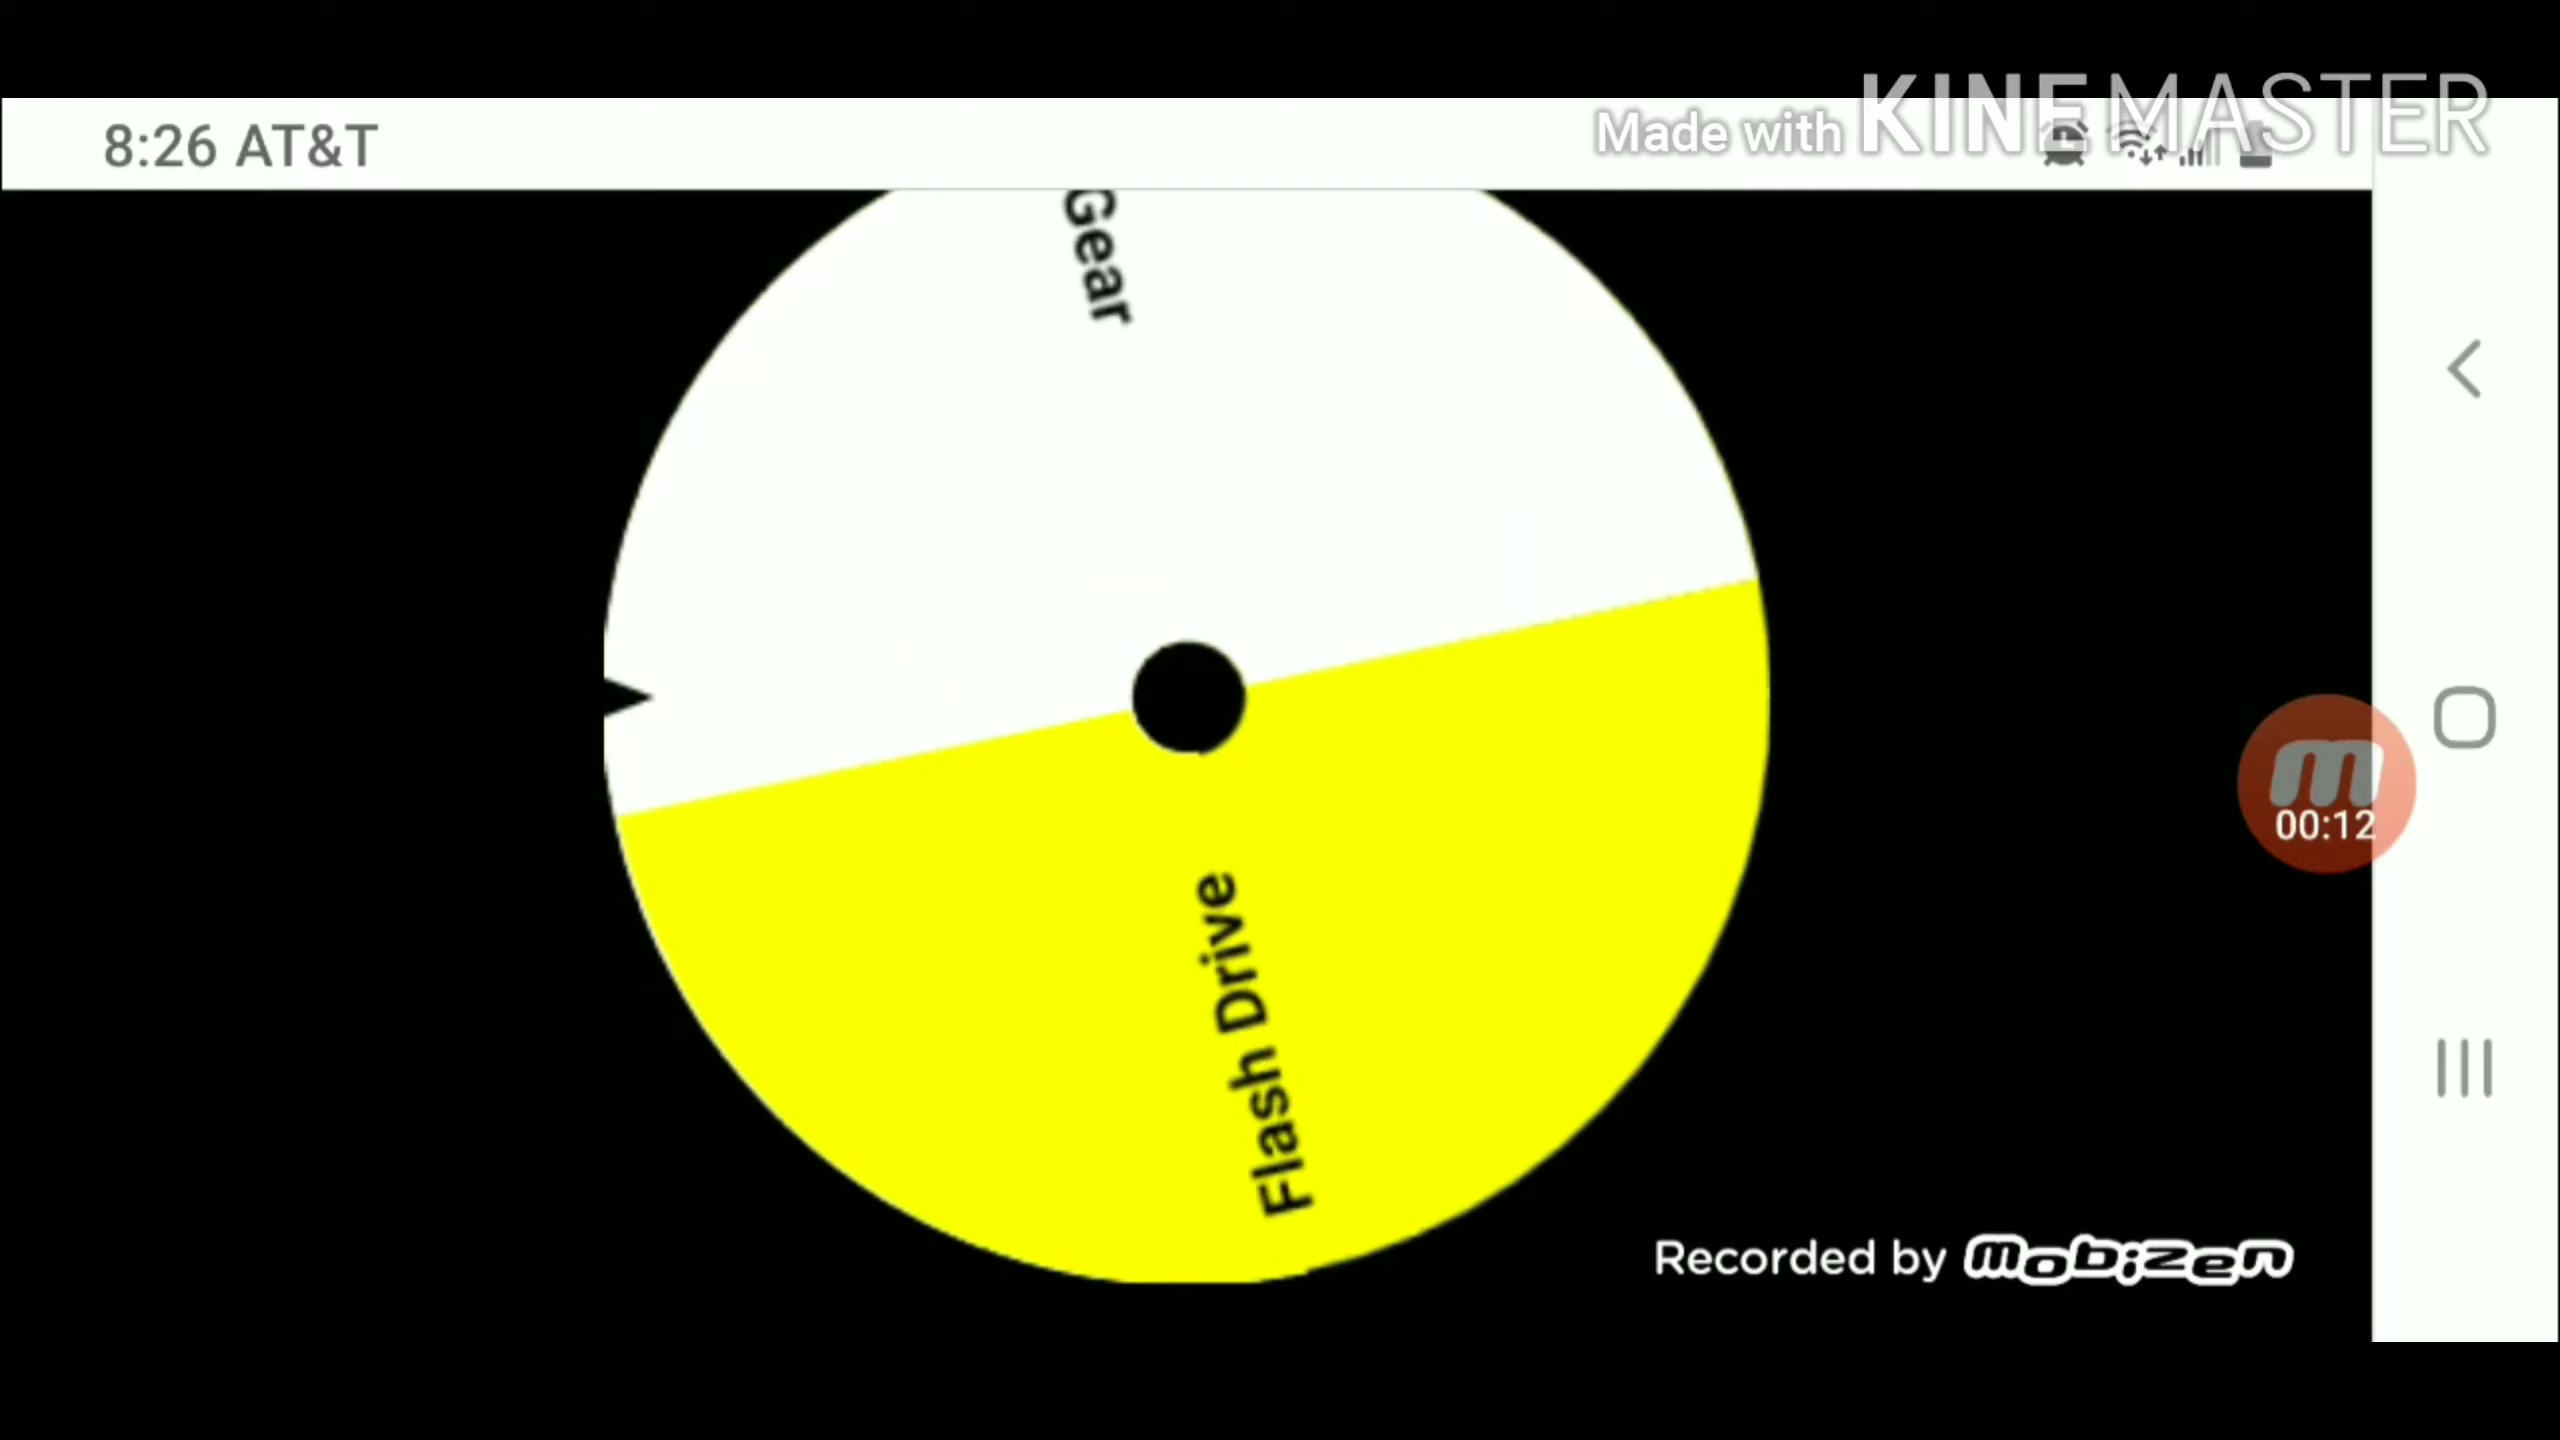 Made with KINEMASTER
8:26 AT&T
Gear
m
00:12
Flash Drive
Recorded by mobizen